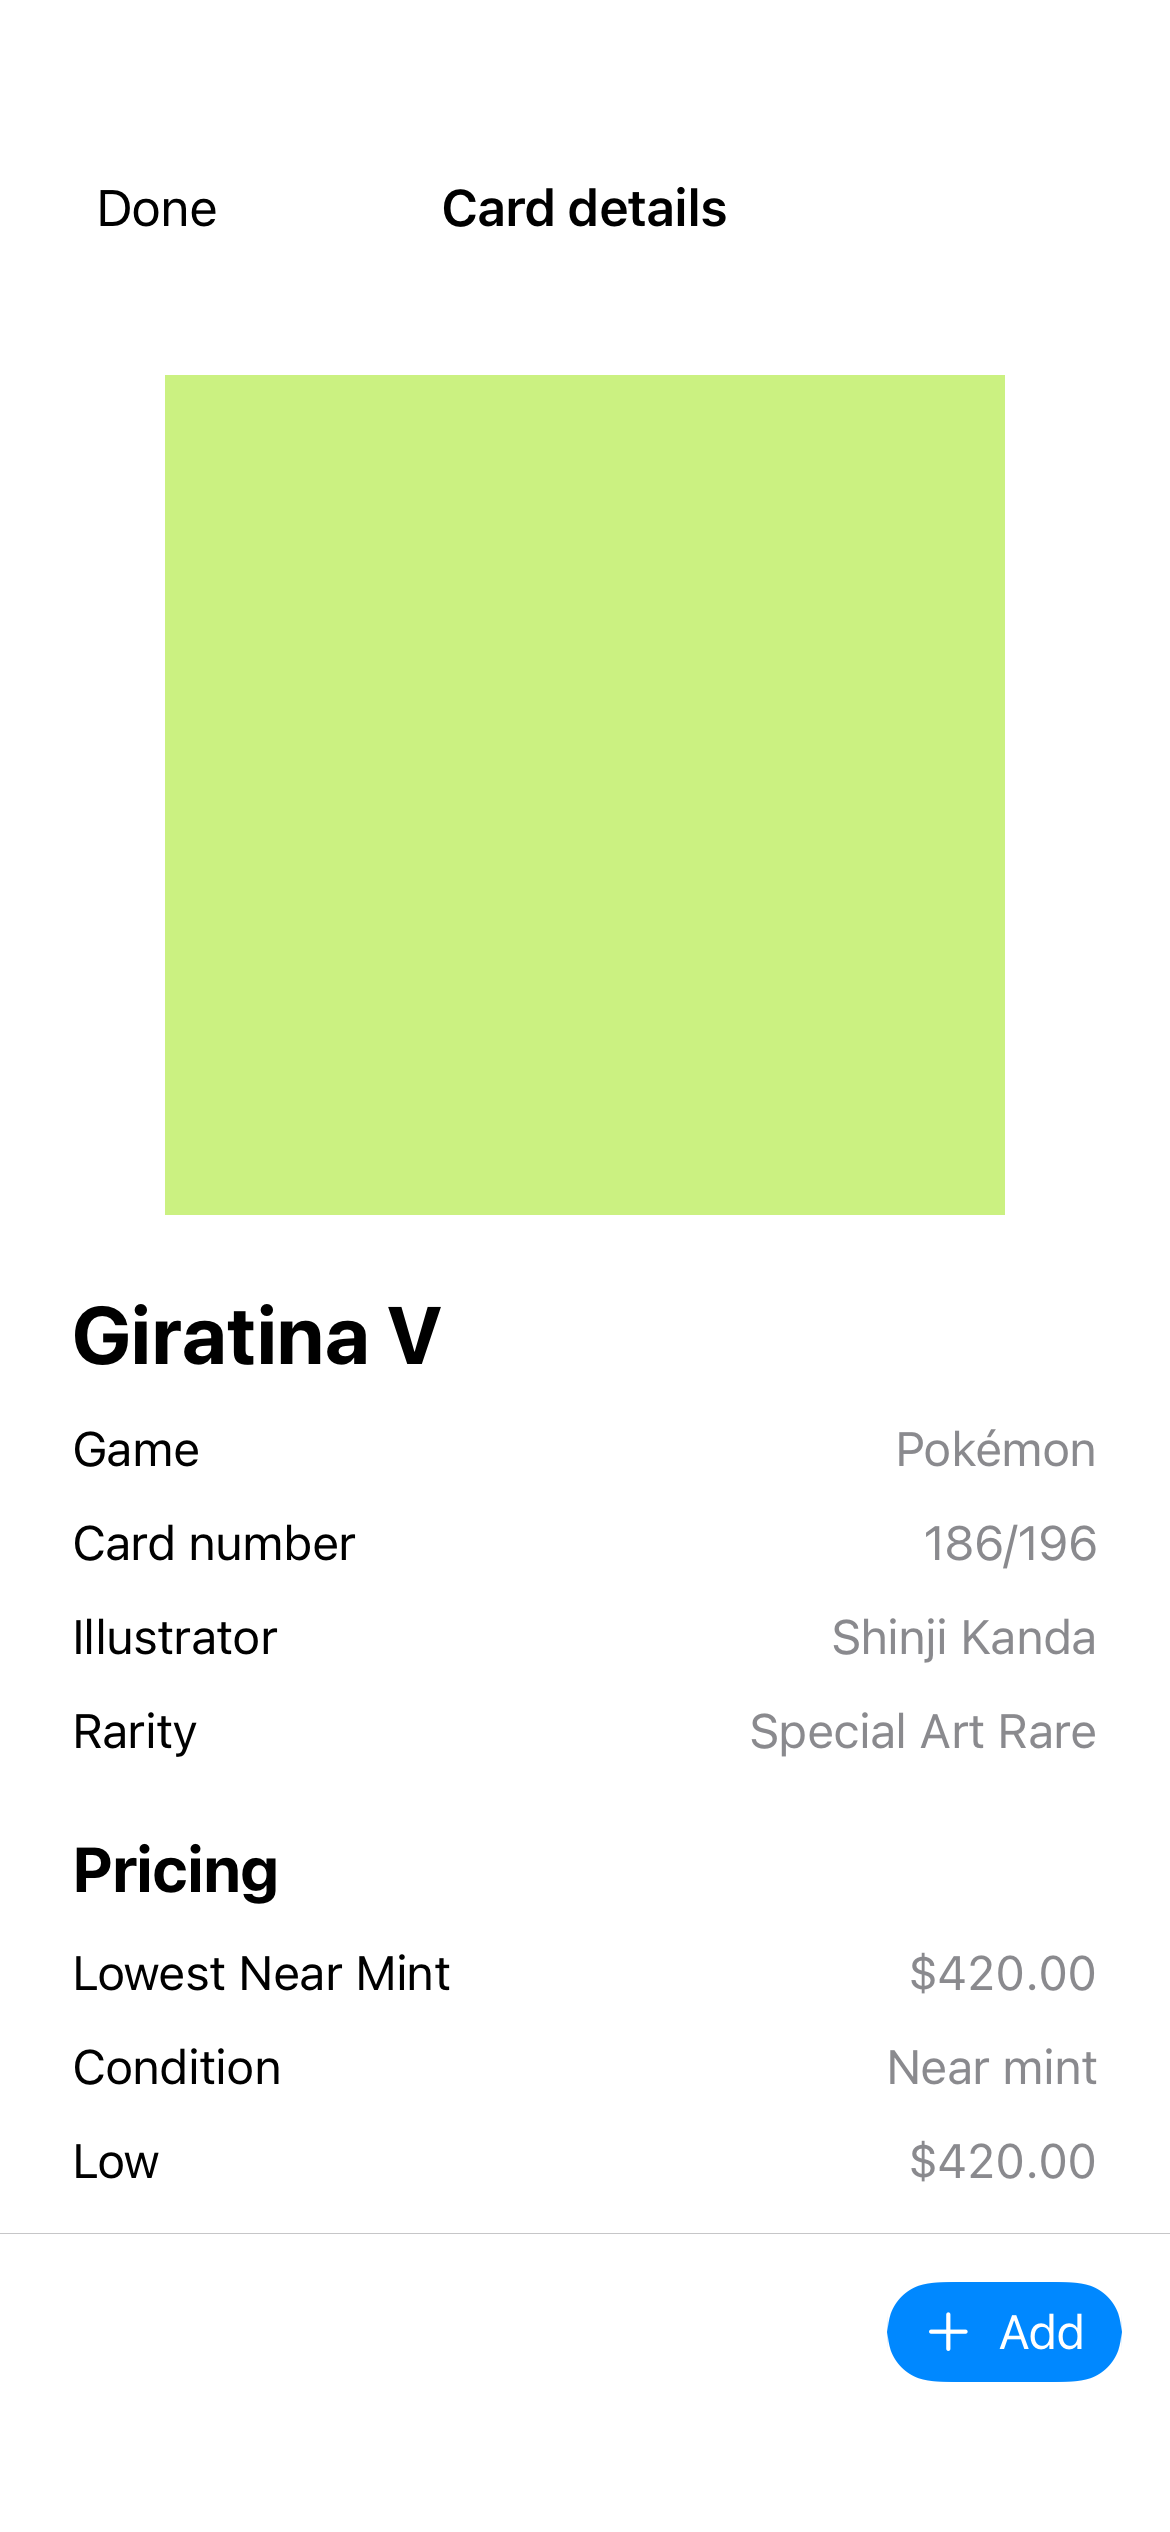 Done
Card details
Giratina V
Game Pokémon
Card number 186/196
Illustrator Shinji Kanda
Rarity Special Art Rare
Pricing
Lowest Near Mint $420.00
Condition Near mint
Low $420.00
Add